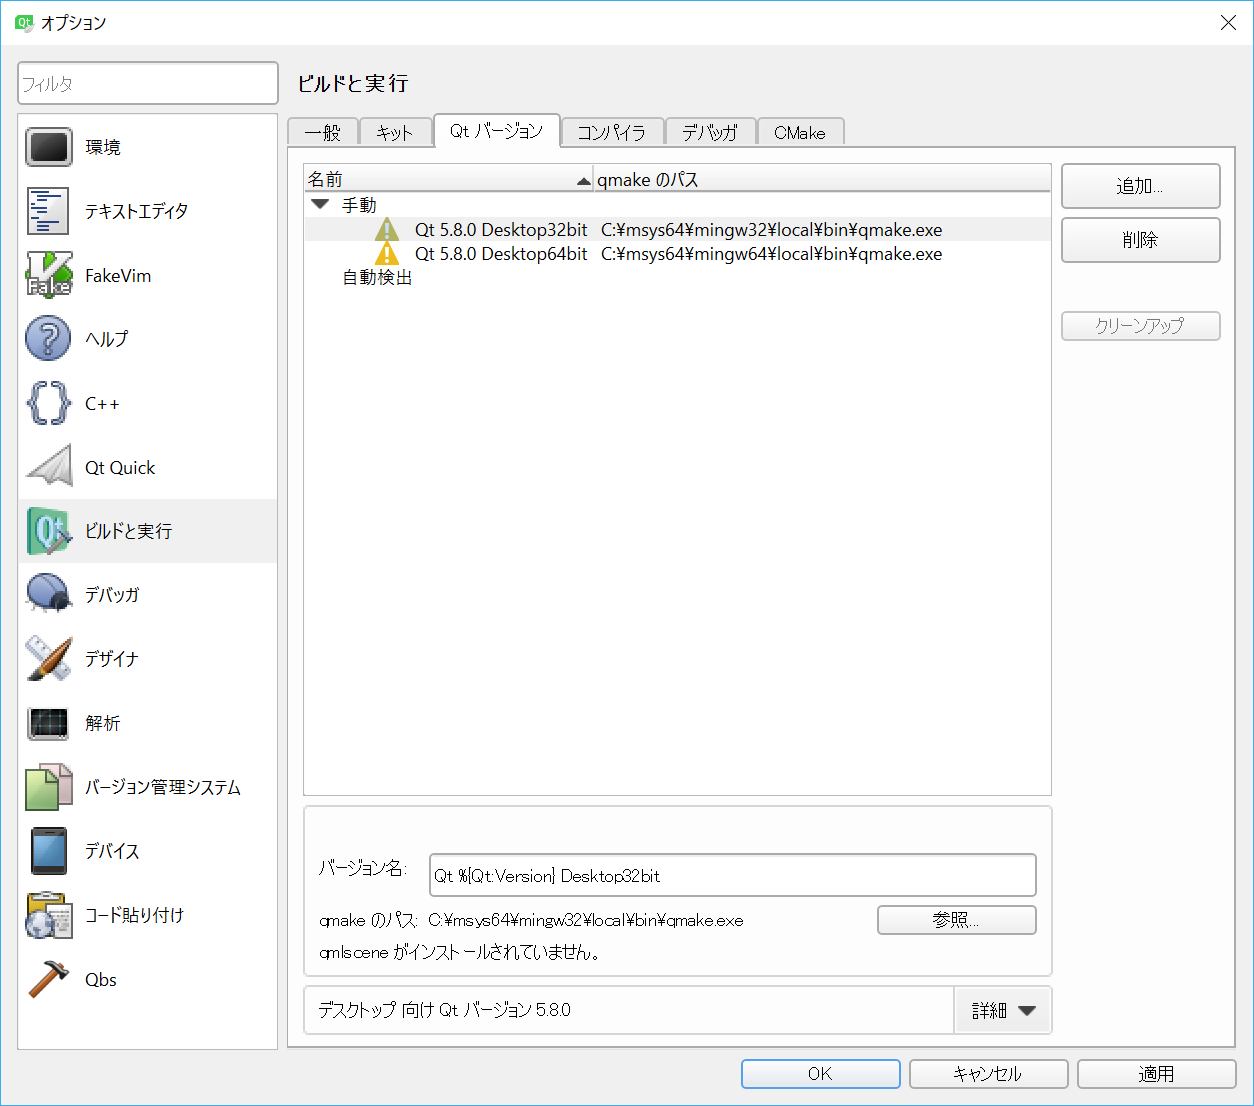 オプション
フィルタ
環境
テキストエディタ
FakeVim
ヘルプ
C++
Qt Quick
ビルドと実行
デバッガ
デザイナ
解析
バージョン管理システム
デバイス
コード貼り付け
Qbs
ビルドと実行
一般 キット Qt バージョン コンパイラ デバッガ CMake
名前 qmake のパス
手動
Qt 5.8.0 Desktop32bit C:¥msys64¥mingw32¥local¥bin¥qmake.exe
Qt 5.8.0 Desktop64bit C:¥msys64¥mingw64¥local¥bin¥qmake.exe
自動検出
追加...
削除
クリーンアップ
バージョン名: Qt %{Qt:Version} Desktop32bit
qmake のパス: C:¥msys64¥mingw32¥local¥bin¥qmake.exe 参照...
qmlscene がインストールされていません。
デスクトップ 向け Qt バージョン 5.8.0 詳細
OK キャンセル 適用